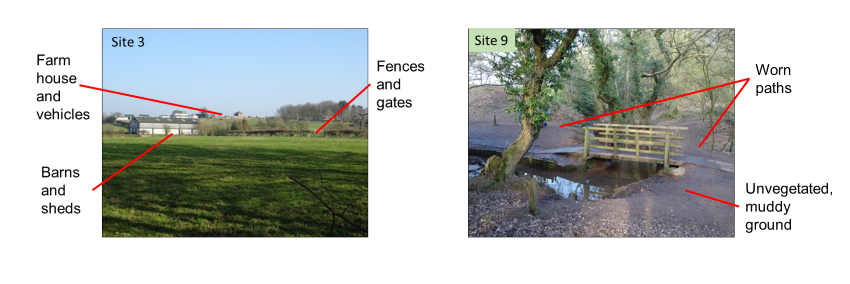 Site 3
Farm
house
and
vehicles
Barns
and
sheds
Fences
and
gates
Site 9
Worn
paths
Unvegetated,
muddy
ground